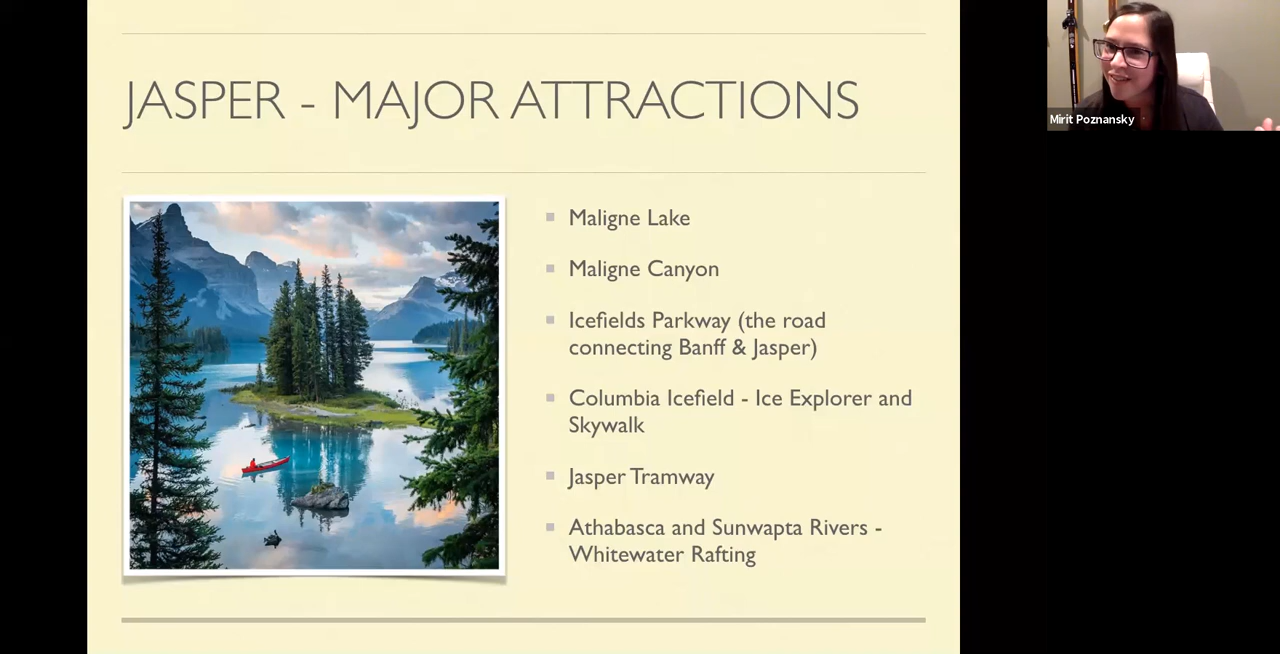 JASPER - MAJOR ATTRACTIONS
Maligne Lake
Maligne Canyon
Icefields Parkway (the road
connecting Banff & Jasper)
Columbia Icefield - Ice Explorer and
Skywalk
Jasper Tramway
Athabasca and Sunwapta Rivers -
Whitewater Rafting
Mirit Poznansky